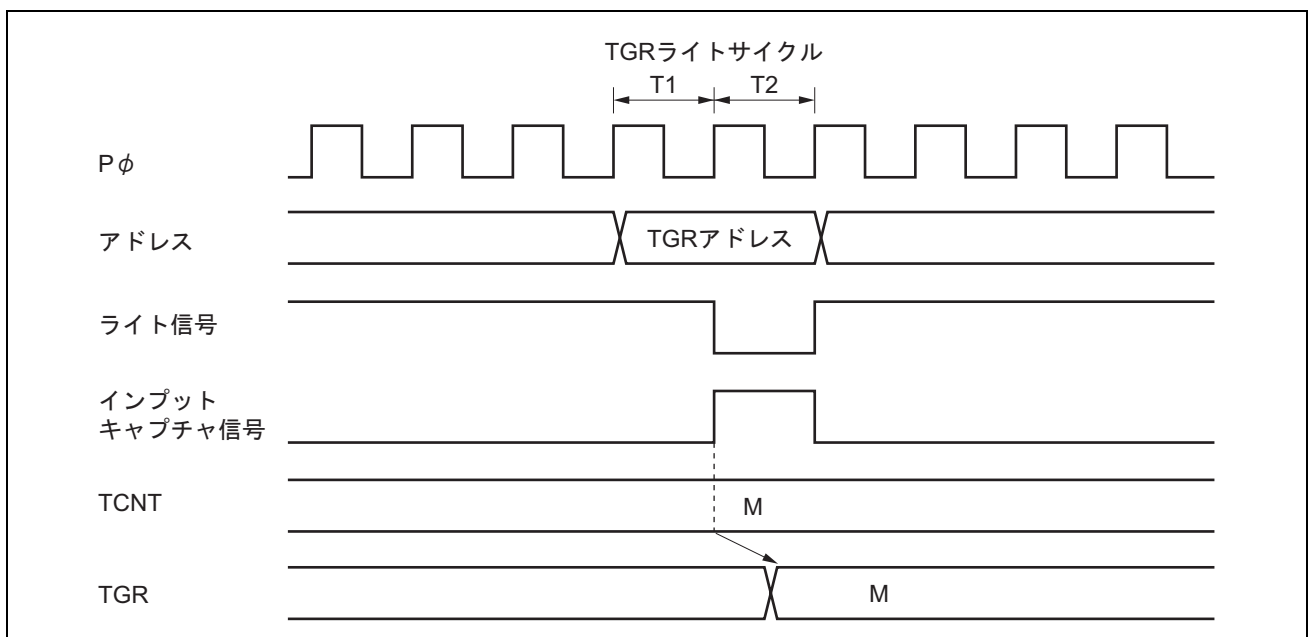 TGRライトサイクル
T1 T2
Pφ
アドレス TGRアドレス
ライト信号
インプット
キャプチャ信号
TCNT M
TGR M